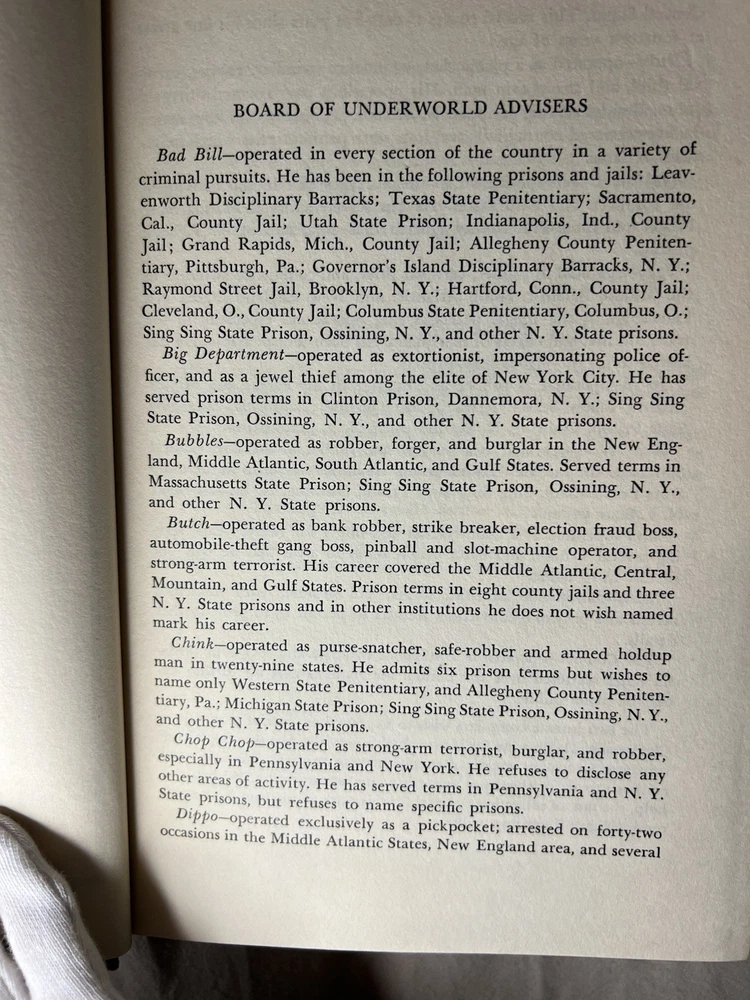 BOARD OF UNDERWORLD ADVISERS
Bad Bill—operated in every section of the country in a variety of
criminal pursuits. He has been in the following prisons and jails: Leav-
enworth Disciplinary Barracks; Texas State Penitentiary; Sacramento,
Cal., County Jail; Utah State Prison; Indianapolis, Ind., County
Jail; Grand Rapids, Mich., County Jail; Allegheny County Peniten-
tiary, Pittsburgh, Pa.; Governor's Island Disciplinary Barracks, N. Y.;
Raymond Street Jail, Brooklyn, N. Y.; Hartford, Conn., County Jail;
Cleveland, O., County Jail; Columbus State Penitentiary, Columbus, O.;
Sing Sing State Prison, Ossining, N. Y., and other N. Y. State prisons.
Big Department—operated as extortionist, impersonating police of-
ficer, and as a jewel thief among the elite of New York City. He has
served prison terms in Clinton Prison, Dannemora, N. Y.; Sing Sing
State Prison, Ossining, N. Y., and other N. Y. State prisons.
Bubbles—operated as robber, forger, and burglar in the New Eng-
land, Middle Atlantic, South Atlantic, and Gulf States. Served terms in
Massachusetts State Prison; Sing Sing State Prison, Ossining, N. Y.,
and other N. Y. State prisons.
Butch—operated as bank robber, strike breaker, election fraud boss,
automobile-theft gang boss, pinball and slot-machine operator, and
strong-arm terrorist. His career covered the Middle Atlantic, Central,
Mountain, and Gulf States. Prison terms in eight county jails and three
N. Y. State prisons and in other institutions he does not wish named
mark his career.
Chink—operated as purse-snatcher, safe-robber and armed holdup
man in twenty-nine states. He admits six prison terms but wishes to
name only Western State Penitentiary, and Allegheny County Peniten-
tiary, Pa.; Michigan State Prison; Sing Sing State Prison, Ossining, N. Y.,
and other N. Y. State prisons.
Chop Chop—operated as strong-arm terrorist, burglar, and robber,
especially in Pennsylvania and New York. He refuses to disclose any
other areas of activity. He has served terms in Pennsylvania and N. Y.
State prisons, but refuses to name specific prisons.
Dippo—operated exclusively as a pickpocket; arrested on forty-two
occasions in the Middle Atlantic States, New England area, and several